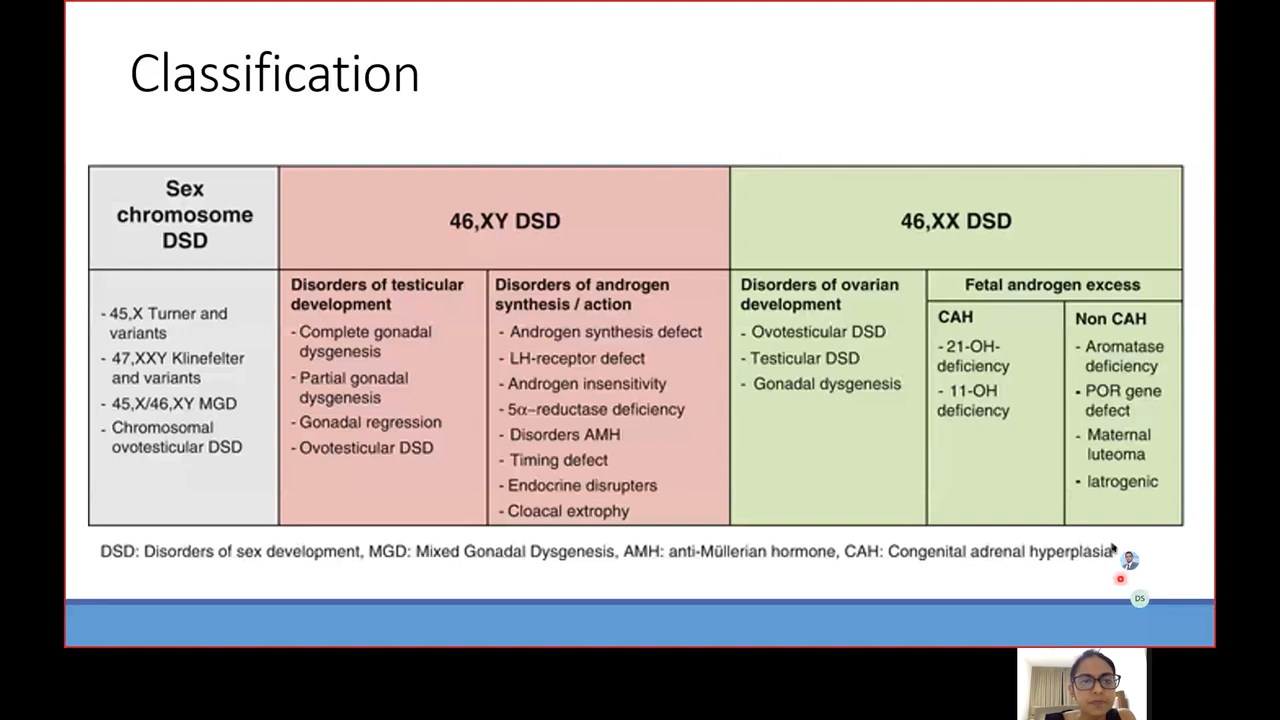 Classification
Sex
chromosome
DSD
46,XY DSD
46,XX DSD
- 45,X Turner and
variants
- 47,XXY Klinefelter
and variants
- 45,X/46,XY MGD
- Chromosomal
ovotesticular DSD
Disorders of testicular
development
- Complete gonadal
dysgenesis
- Partial gonadal
dysgenesis
- Gonadal regression
- Ovotesticular DSD
Disorders of androgen
synthesis / action
- Androgen synthesis defect
- LH-receptor defect
- Androgen insensitivity
- 5α–reductase deficiency
- Disorders AMH
- Timing defect
- Endocrine disrupters
- Cloacal extrophy
Disorders of ovarian
development
- Ovotesticular DSD
- Testicular DSD
- Gonadal dysgenesis
Fetal androgen excess
CAH
- 21-OH-
deficiency
- 11-OH
deficiency
Non CAH
- Aromatase
deficiency
- POR gene
defect
- Maternal
luteoma
- Iatrogenic
DSD: Disorders of sex development, MGD: Mixed Gonadal Dysgenesis, AMH: anti-Müllerian hormone, CAH: Congenital adrenal hyperplasia
DS